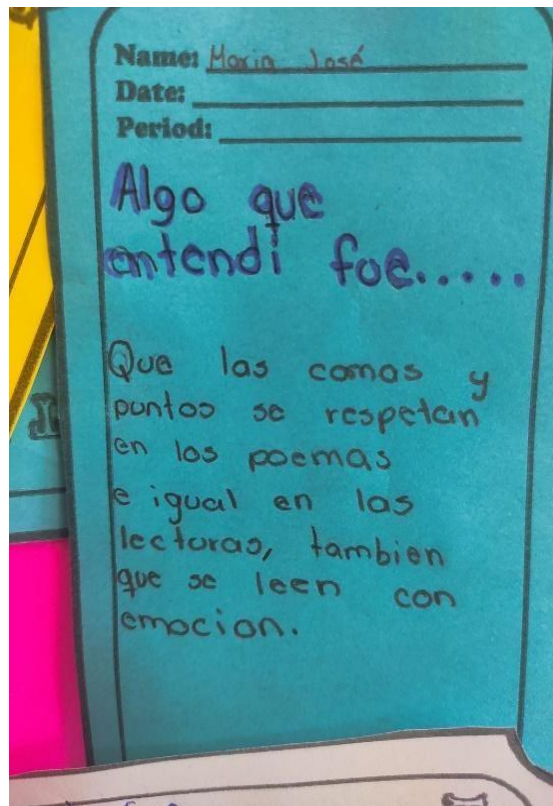 Name: Maria José
Date:
Period:
Algo que
entendi fue.....
Que las comas y
puntos se respetan
en los poemas
e igual en las
lecturas, tambien
que se leen con
emocion.